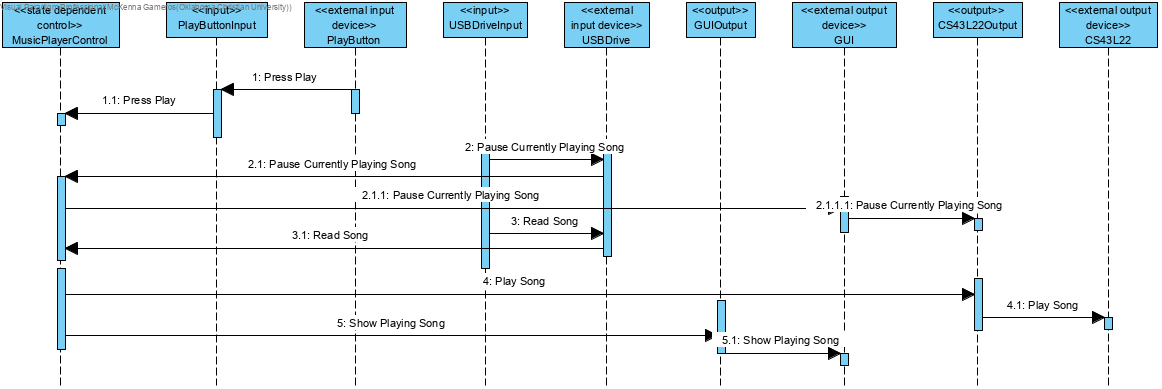 Visual Paradigm Professional(McKenna Gameros(Oklahoma Christian University))
<<state dependent
control>>
MusicPlayerControl
<<input>>
PlayButtonInput
<<external input
device>>
PlayButton
<<input>>
USBDriveInput
<<external
input device>>
USBDrive
<<output>>
GUIOutput
<<external output
device>>
GUI
<<output>>
CS43L22Output
<<external output
device>>
CS43L22
1: Press Play
1.1: Press Play
2: Pause Currently Playing Song
2.1: Pause Currently Playing Song
2.1.1: Pause Currently Playing Song
2.1.1.1: Pause Currently Playing Song
3: Read Song
3.1: Read Song
4: Play Song
4.1: Play Song
5: Show Playing Song
5.1: Show Playing Song